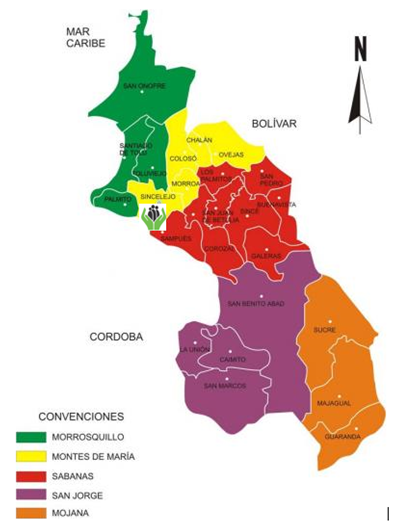 MAR
CARIBE
N
SAN ONOFRE
BOLÍVAR
CHALÁN
SANTIAGO
DE TOLÚ
COLOSÓ
OVEJAS
TOLUVIEJO
LOS
PALMITOS
SAN
PEDRO
MORROA
PALMITO
SINCELEJO
BUENAVISTA
SAN JUAN
DE BETULIA
SINCÉ
SAMPUÉS
COROZAL
GALERAS
SAN BENITO ABAD
SUCRE
CORDOBA
LA UNIÓN
CAIMITO
SAN MARCOS
MAJAGUAL
GUARANDA
CONVENCIONES
MORROSQUILLO
MONTES DE MARÍA
SABANAS
SAN JORGE
MOJANA